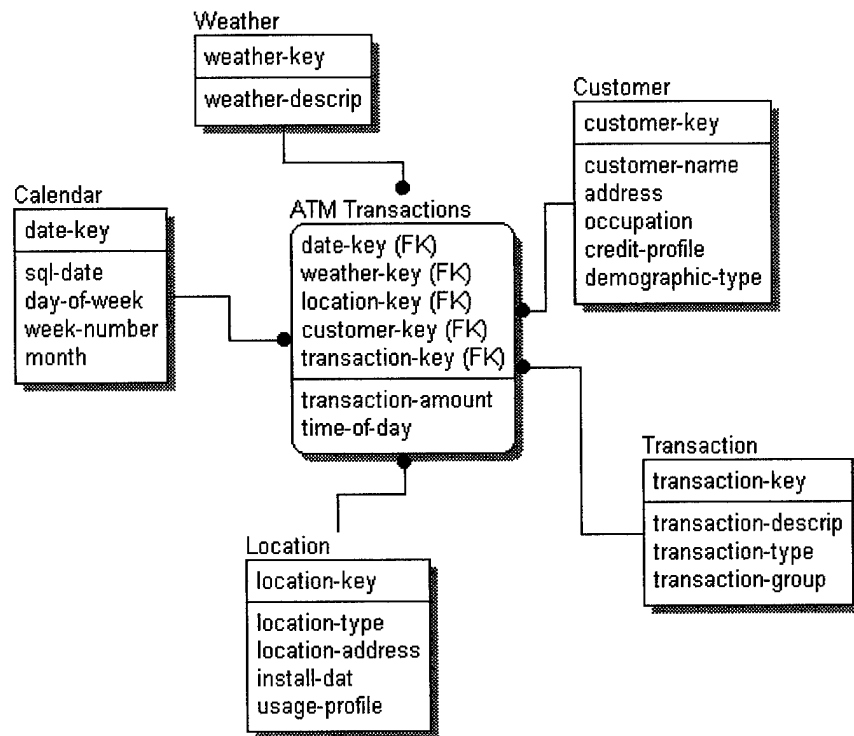 Weather
weather-key
weather-descrip
Customer
customer-key
customer-name
address
occupation
credit-profile
demographic-type
Calendar
date-key
sql-date
day-of-week
week-number
month
ATM Transactions
date-key (FK)
weather-key (FK)
location-key (FK)
customer-key (FK)
transaction-key (FK)
transaction-amount
time-of-day
Transaction
transaction-key
transaction-descrip
transaction-type
transaction-group
Location
location-key
location-type
location-address
install-dat
usage-profile